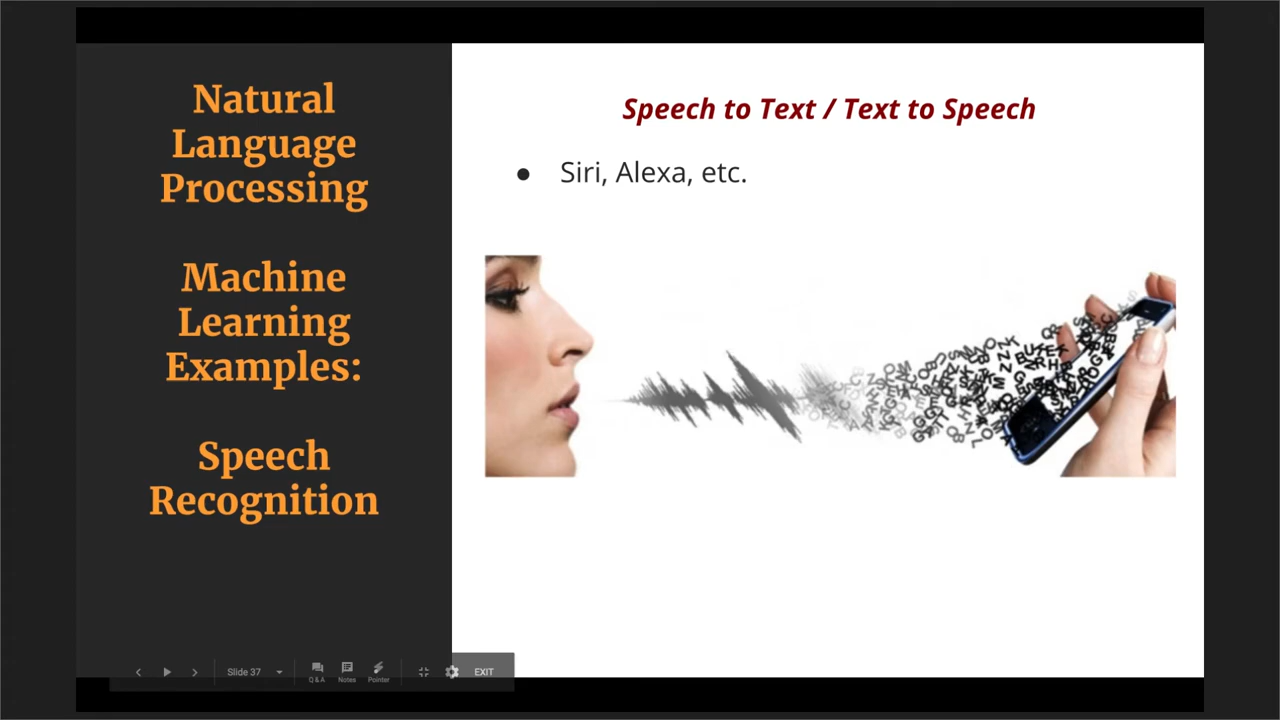 Natural
Language
Processing
Machine
Learning
Examples:
Speech
Recognition
Speech to Text / Text to Speech
● Siri, Alexa, etc.
Slide 37
Q & A
Notes
Pointer
EXIT